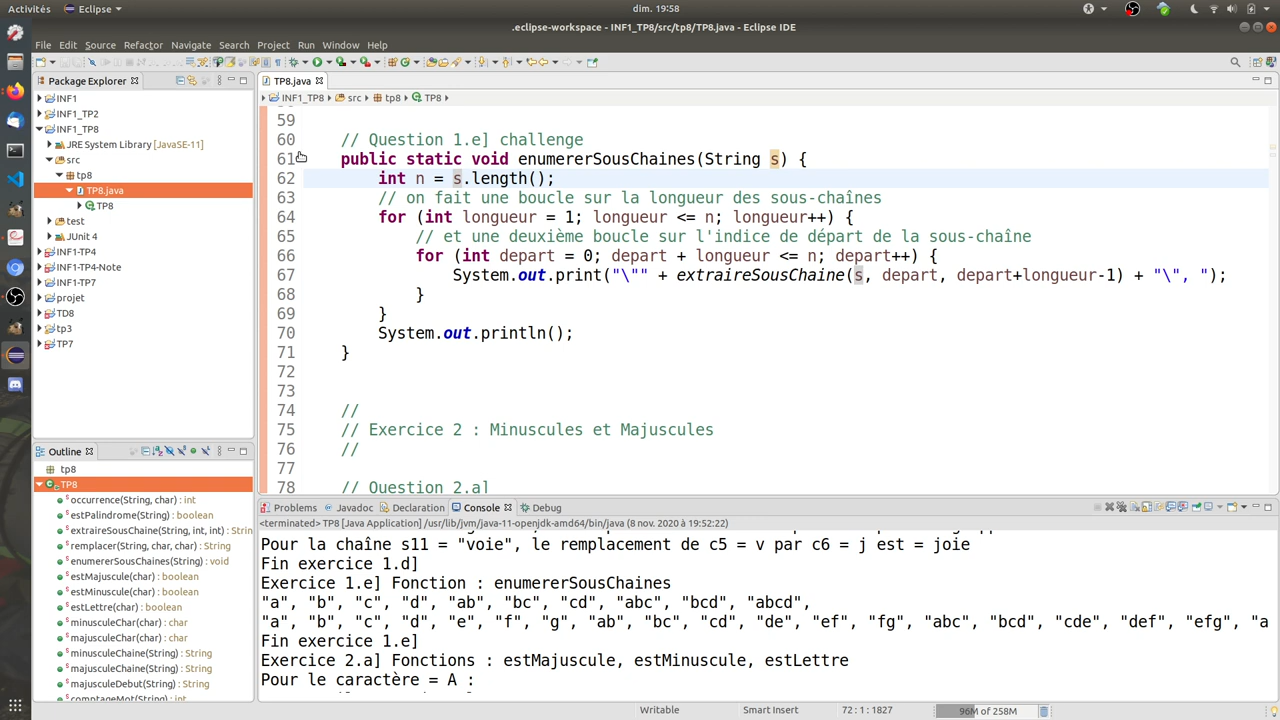 Activités
Eclipse
dim. 19:58
.eclipse-workspace - INF1_TP8/src/tp8/TP8.java - Eclipse IDE
File Edit Source Refactor Navigate Search Project Run Window Help
Package Explorer
INF1
INF1_TP2
INF1_TP8
JRE System Library [JavaSE-11]
src
tp8
TP8.java
TP8
test
JUnit 4
INF1-TP4
INF1-TP4-Note
INF1-TP7
projet
TD8
tp3
TP7
Outline
tp8
TP8
occurrence(String, char) : int
estPalindrome(String) : boolean
extraireSousChaine(String, int, int) : Strin
remplacer(String, char, char) : String
enumererSousChaines(String) : void
estMajuscule(char) : boolean
estMinuscule(char) : boolean
estLettre(char) : boolean
minusculeChar(char) : char
majusculeChar(char) : char
minusculeChaine(String) : String
majusculeChaine(String) : String
majusculeDebut(String) : String
comptageMot(String) : int
TP8.java
INF1_TP8 src tp8 TP8
59
60 // Question 1.e] challenge
61 public static void enumererSousChaines(String s) {
62 int n = s.length();
63 // on fait une boucle sur la longueur des sous-chaînes
64 for (int longueur = 1; longueur <= n; longueur++) {
65 // et une deuxième boucle sur l'indice de départ de la sous-chaîne
66 for (int depart = 0; depart + longueur <= n; depart++) {
67 System.out.print("\"" + extraireSousChaine(s, depart, depart+longueur-1) + "\", ");
68 }
69 }
70 System.out.println();
71 }
72
73
74 //
75 // Exercice 2 : Minuscules et Majuscules
76 //
77
78 // Question 2.a]
Problems Javadoc Declaration Console Debug
<terminated> TP8 [Java Application] /usr/lib/jvm/java-11-openjdk-amd64/bin/java (8 nov. 2020 à 19:52:22)
Pour la chaîne s11 = "voie", le remplacement de c5 = v par c6 = j est = joie
Fin exercice 1.d]
Exercice 1.e] Fonction : enumererSousChaines
"a", "b", "c", "d", "ab", "bc", "cd", "abc", "bcd", "abcd",
"a", "b", "c", "d", "e", "f", "g", "ab", "bc", "cd", "de", "ef", "fg", "abc", "bcd", "cde", "def", "efg", "a
Fin exercice 1.e]
Exercice 2.a] Fonctions : estMajuscule, estMinuscule, estLettre
Pour le caractère = A :
Writable
Smart Insert
72 : 1 : 1827
96M of 258M